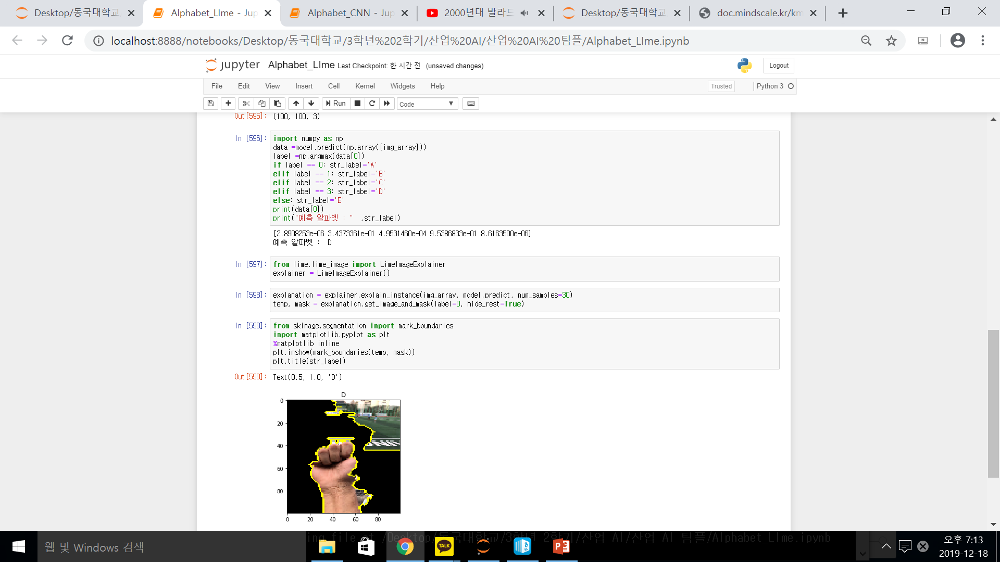 Desktop/동국대학교
Alphabet_LIme - Jup
Alphabet_CNN - Jup
2000년대 발라드
Desktop/동국대학교
doc.mindscale.kr/km
localhost:8888/notebooks/Desktop/동국대학교/3학년%202학기/산업%20AI/산업%20AI%20팀플/Alphabet_LIme.ipynb
jupyter Alphabet_LIme Last Checkpoint: 한 시간 전 (unsaved changes)
Logout
File Edit View Insert Cell Kernel Widgets Help
Trusted
Python 3
Run
Code
Out[595]: (100, 100, 3)
In [596]: import numpy as np
data =model.predict(np.array([img_array]))
label =np.argmax(data[0])
if label == 0: str_label='A'
elif label == 1: str_label='B'
elif label == 2: str_label='C'
elif label == 3: str_label='D'
else: str_label='E'
print(data[0])
print("예측 알파벳 : " ,str_label)
[2.8908253e-06 3.4373361e-01 4.9531460e-04 9.5386833e-01 8.6163500e-06]
예측 알파벳 : D
In [597]: from lime.lime_image import LimeImageExplainer
explainer = LimeImageExplainer()
In [598]: explanation = explainer.explain_instance(img_array, model.predict, num_samples=30)
temp, mask = explanation.get_image_and_mask(label=0, hide_rest=True)
In [599]: from skimage.segmentation import mark_boundaries
import matplotlib.pyplot as plt
%matplotlib inline
plt.imshow(mark_boundaries(temp, mask))
plt.title(str_label)
Out[599]: Text(0.5, 1.0, 'D')
D
0
20
40
60
80
0 20 40 60 80
ing file at /Desktop/동국대학교/3학년 2학기/산업 AI/산업 AI 팀플/Alphabet_LIme.ipynb
웹 및 Windows 검색
TALK
오후 7:13
2019-12-18